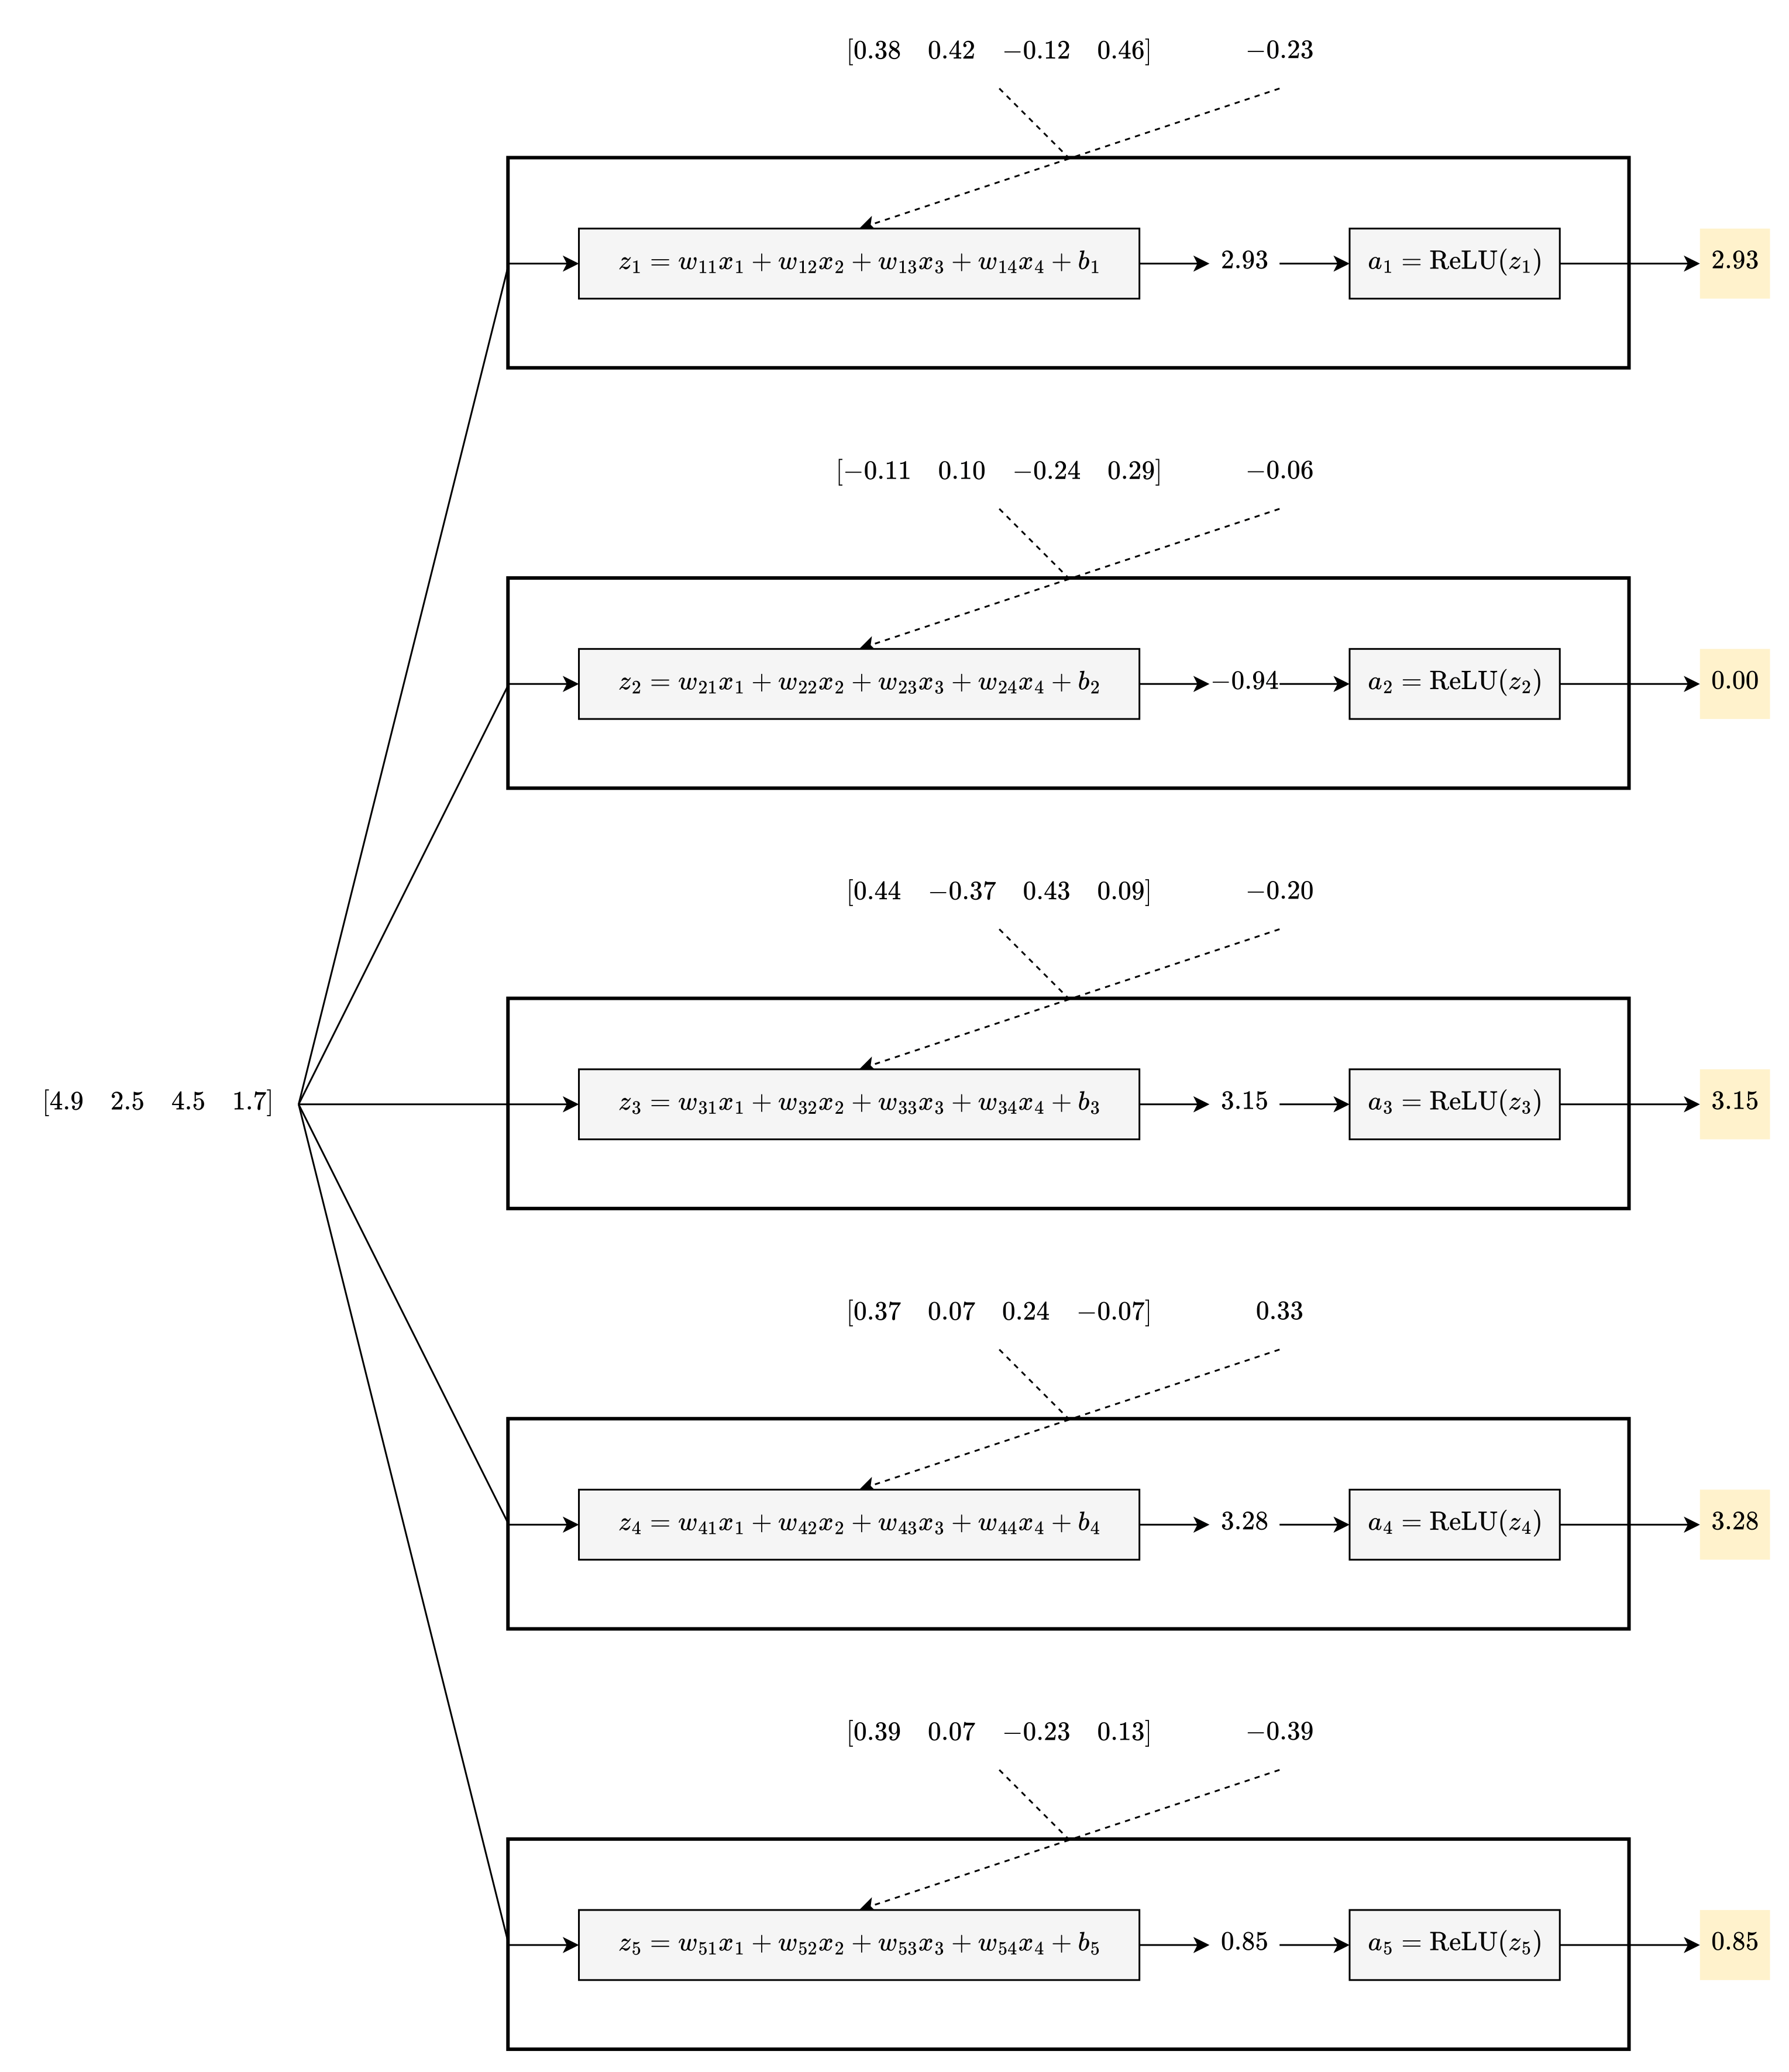 [0.38 0.42 −0.12 0.46] −0.23
z₁ = w₁₁x₁ + w₁₂x₂ + w₁₃x₃ + w₁₄x₄ + b₁ 2.93 a₁ = ReLU(z₁) 2.93
[−0.11 0.10 −0.24 0.29] −0.06
z₂ = w₂₁x₁ + w₂₂x₂ + w₂₃x₃ + w₂₄x₄ + b₂ −0.94 a₂ = ReLU(z₂) 0.00
[0.44 −0.37 0.43 0.09] −0.20
[4.9 2.5 4.5 1.7] z₃ = w₃₁x₁ + w₃₂x₂ + w₃₃x₃ + w₃₄x₄ + b₃ 3.15 a₃ = ReLU(z₃) 3.15
[0.37 0.07 0.24 −0.07] 0.33
z₄ = w₄₁x₁ + w₄₂x₂ + w₄₃x₃ + w₄₄x₄ + b₄ 3.28 a₄ = ReLU(z₄) 3.28
[0.39 0.07 −0.23 0.13] −0.39
z₅ = w₅₁x₁ + w₅₂x₂ + w₅₃x₃ + w₅₄x₄ + b₅ 0.85 a₅ = ReLU(z₅) 0.85